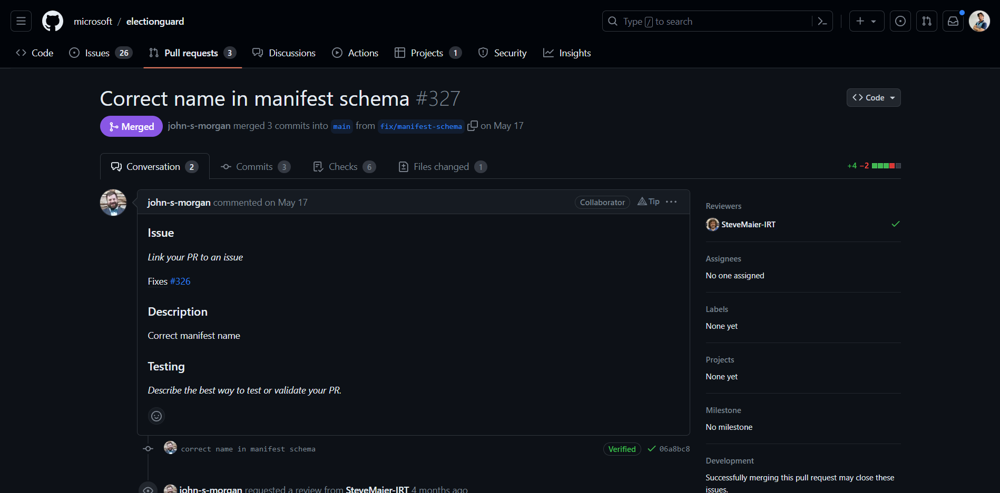 microsoft / electionguard
Type / to search
Code
Issues 26
Pull requests 3
Discussions
Actions
Projects 1
Security
Insights
Correct name in manifest schema #327
Code
Merged
john-s-morgan merged 3 commits into main from fix/manifest-schema on May 17
Conversation 2
Commits 3
Checks 6
Files changed 1
+4 −2
john-s-morgan commented on May 17
Collaborator
Tip
Issue
Link your PR to an issue
Fixes #326
Description
Correct manifest name
Testing
Describe the best way to test or validate your PR.
correct name in manifest schema
Verified
06a8bc8
john-s-morgan requested a review from SteveMaier-IRT 4 months ago
Reviewers
SteveMaier-IRT
Assignees
No one assigned
Labels
None yet
Projects
None yet
Milestone
No milestone
Development
Successfully merging this pull request may close these
issues.